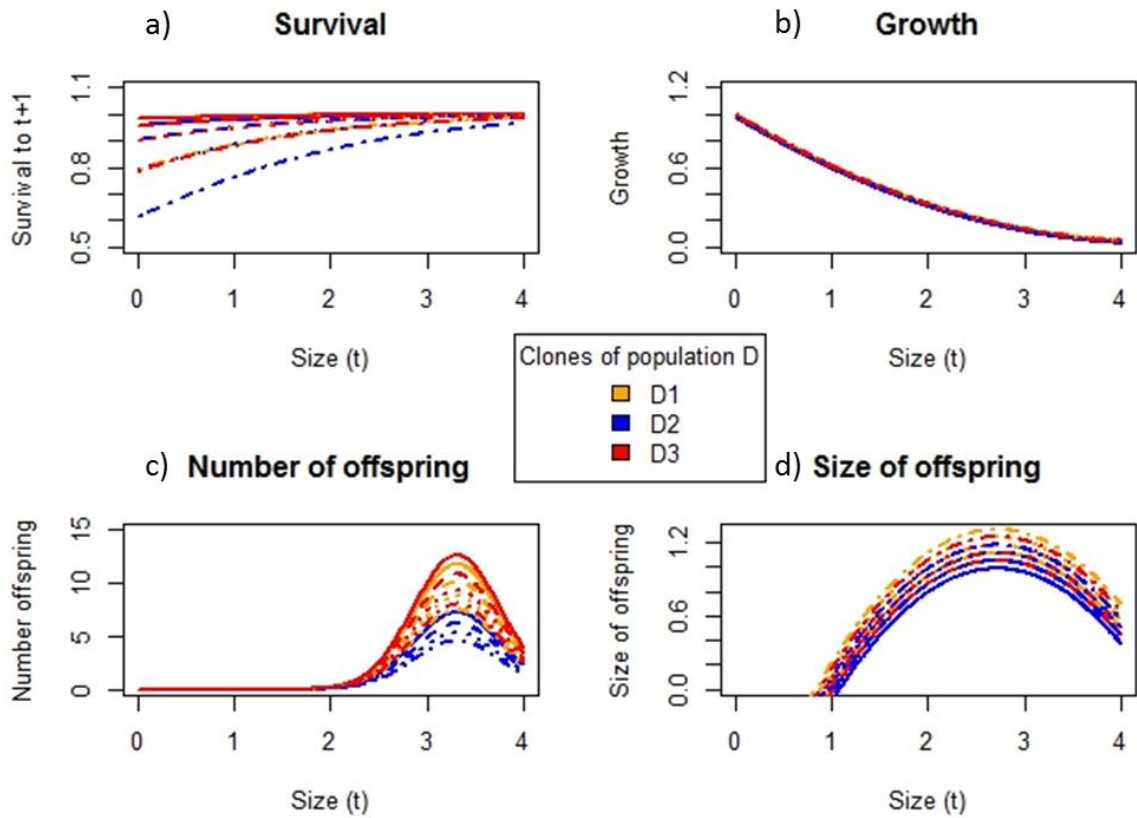 a) Survival
Survival to t+1
1.1
0.8
0.5
0 1 2 3 4
Size (t)
b) Growth
Growth
1.2
0.6
0.0
0 1 2 3 4
Size (t)
Clones of population D
D1
D2
D3
c) Number of offspring
Number offspring
15
10
5
0
0 1 2 3 4
Size (t)
d) Size of offspring
Size of offspring
1.2
0.6
0.0
0 1 2 3 4
Size (t)